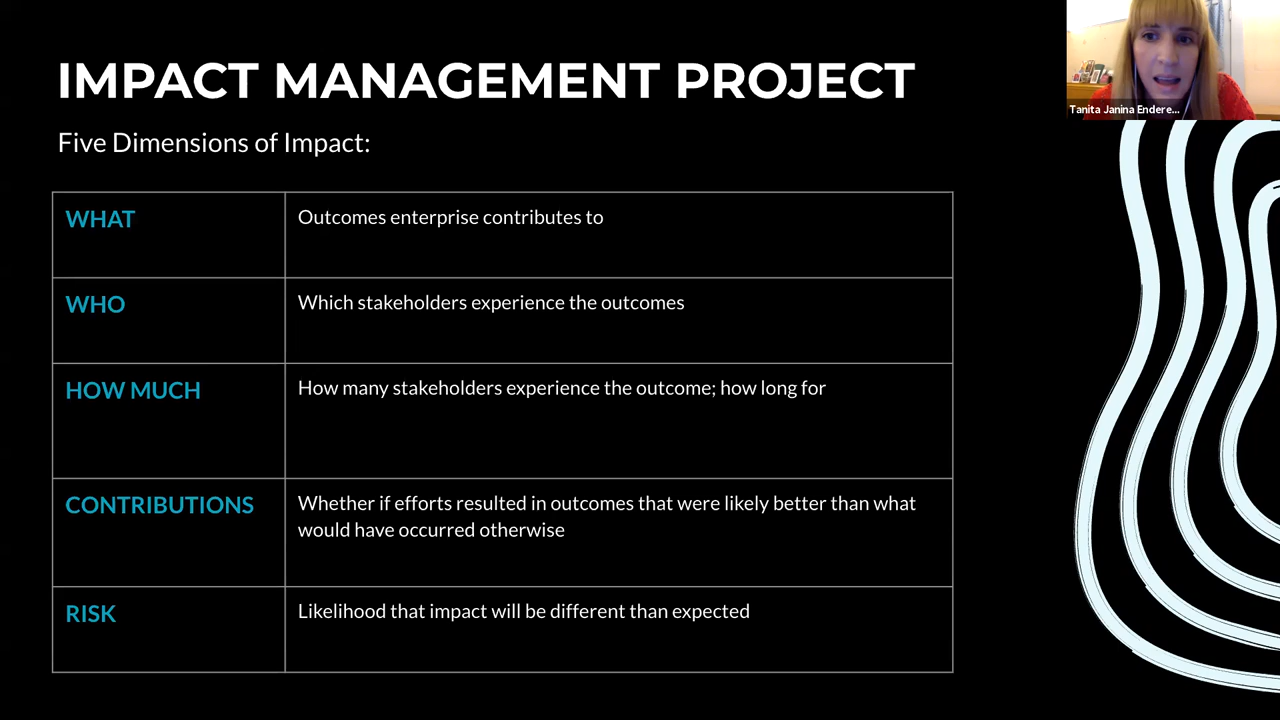 IMPACT MANAGEMENT PROJECT
Tanita Janina Endere...
Five Dimensions of Impact:
WHAT
Outcomes enterprise contributes to
WHO
Which stakeholders experience the outcomes
HOW MUCH
How many stakeholders experience the outcome; how long for
CONTRIBUTIONS
Whether if efforts resulted in outcomes that were likely better than what
would have occurred otherwise
RISK
Likelihood that impact will be different than expected